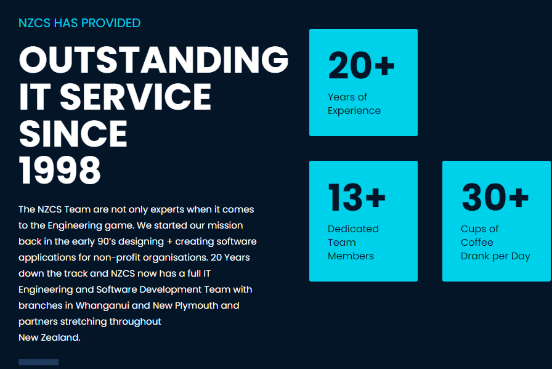 NZCS HAS PROVIDED
OUTSTANDING
IT SERVICE
SINCE
1998
The NZCS Team are not only experts when it comes
to the Engineering game. We started our mission
back in the early 90's designing + creating software
applications for non-profit organisations. 20 Years
down the track and NZCS now has a full IT
Engineering and Software Development Team with
branches in Whanganui and New Plymouth and
partners stretching throughout
New Zealand.
20+
Years of
Experience
13+
Dedicated
Team
Members
30+
Cups of
Coffee
Drank per Day